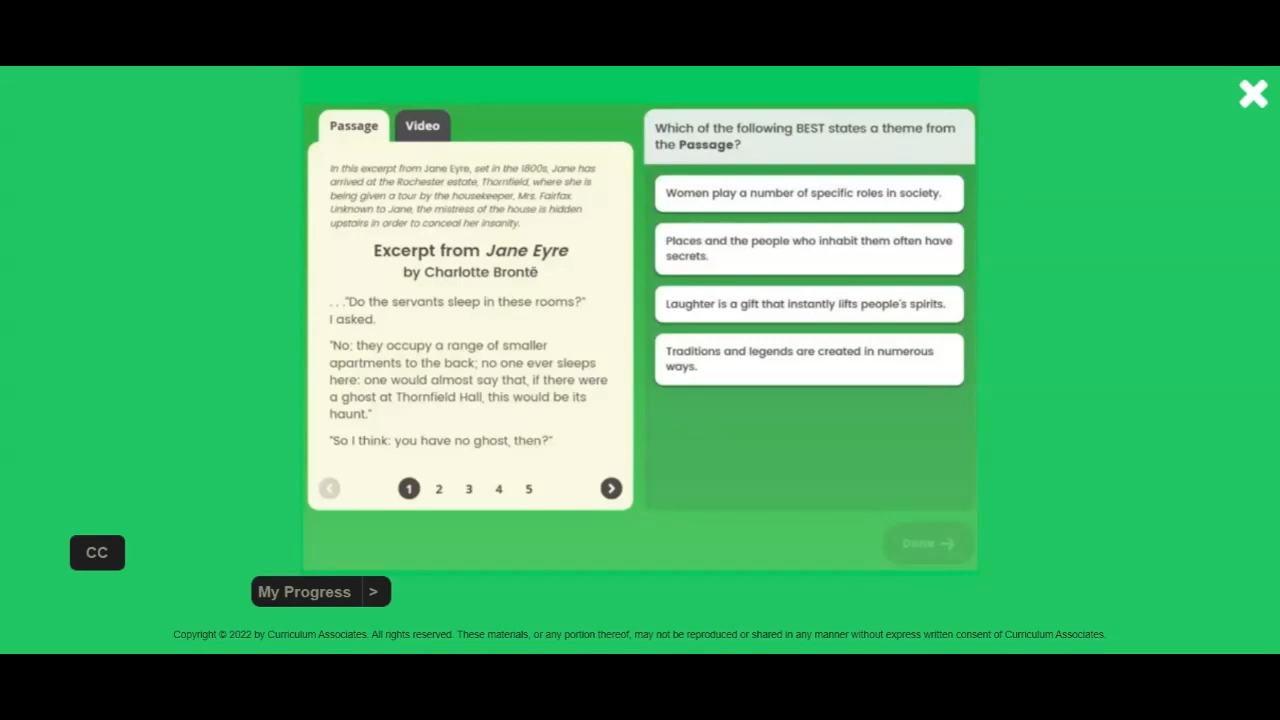 Passage
Video
In this excerpt from Jane Eyre, set in the 1800s, Jane has
arrived at the Rochester estate, Thornfield, where she is
being given a tour by the housekeeper, Mrs. Fairfax.
Unknown to Jane, the mistress of the house is hidden
upstairs in order to conceal her insanity.
Excerpt from Jane Eyre
by Charlotte Brontë
. . ."Do the servants sleep in these rooms?"
I asked.
"No; they occupy a range of smaller
apartments to the back; no one ever sleeps
here: one would almost say that, if there were
a ghost at Thornfield Hall, this would be its
haunt."
"So I think: you have no ghost, then?"
1 2 3 4 5
Which of the following BEST states a theme from
the Passage?
Women play a number of specific roles in society.
Places and the people who inhabit them often have
secrets.
Laughter is a gift that instantly lifts people's spirits.
Traditions and legends are created in numerous
ways.
Done
CC
My Progress >
Copyright © 2022 by Curriculum Associates. All rights reserved. These materials, or any portion thereof, may not be reproduced or shared in any manner without express written consent of Curriculum Associates.